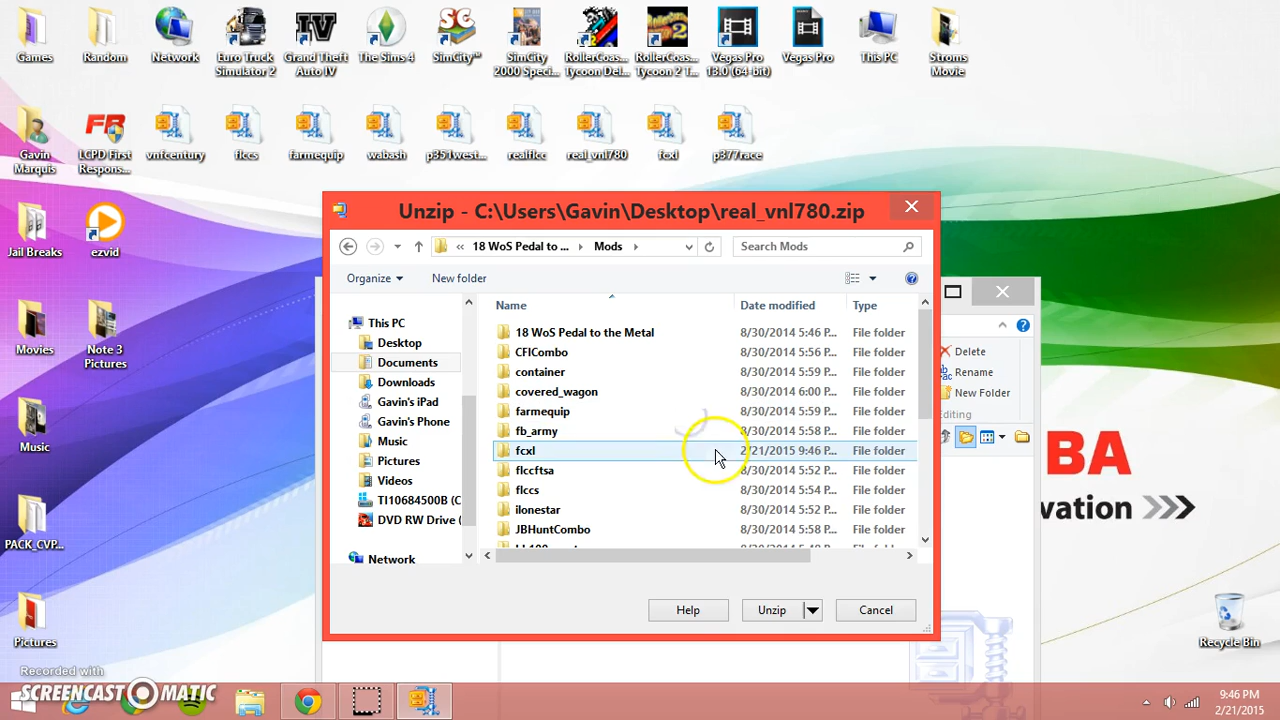 Games
Random
Network
Euro Truck
Simulator 2
Grand Theft
Auto IV
The Sims 4
SimCity™
SimCity
2000 Speci...
RollerCoas...
Tycoon Del...
RollerCoas...
Tycoon 2 T...
Vegas Pro
13.0 (64-bit)
Vegas Pro
This PC
Stroms
Movie
Gavin
Marquis
LCPD First
Respons...
vnlfcentury
flccs
farmequip
wabash
p351west...
realflcc
real_vnl780
fcxl
p377race
Jail Breaks
ezvid
Movies
Note 3
Pictures
Music
PACK_CVP...
Pictures
Unzip - C:\Users\Gavin\Desktop\real_vnl780.zip
18 WoS Pedal to ...
Mods
Search Mods
Organize
New folder
Name
Date modified
Type
This PC
Desktop
Documents
Downloads
Gavin's iPad
Gavin's Phone
Music
Pictures
Videos
TI10684500B (C
DVD RW Drive (
Network
18 WoS Pedal to the Metal 8/30/2014 5:46 P... File folder
CFICombo 8/30/2014 5:56 P... File folder
container 8/30/2014 5:59 P... File folder
covered_wagon 8/30/2014 6:00 P... File folder
farmequip 8/30/2014 5:59 P... File folder
fb_army 8/30/2014 5:58 P... File folder
fcxl 2/21/2015 9:46 P... File folder
flccftsa 8/30/2014 5:52 P... File folder
flccs 8/30/2014 5:54 P... File folder
ilonestar 8/30/2014 5:52 P... File folder
JBHuntCombo 8/30/2014 5:58 P... File folder
Help
Unzip
Cancel
Delete
Rename
New Folder
Editing
BA
vation
Recycle Bin
Recorded with
SCREENCAST MATIC
9:46 PM
2/21/2015